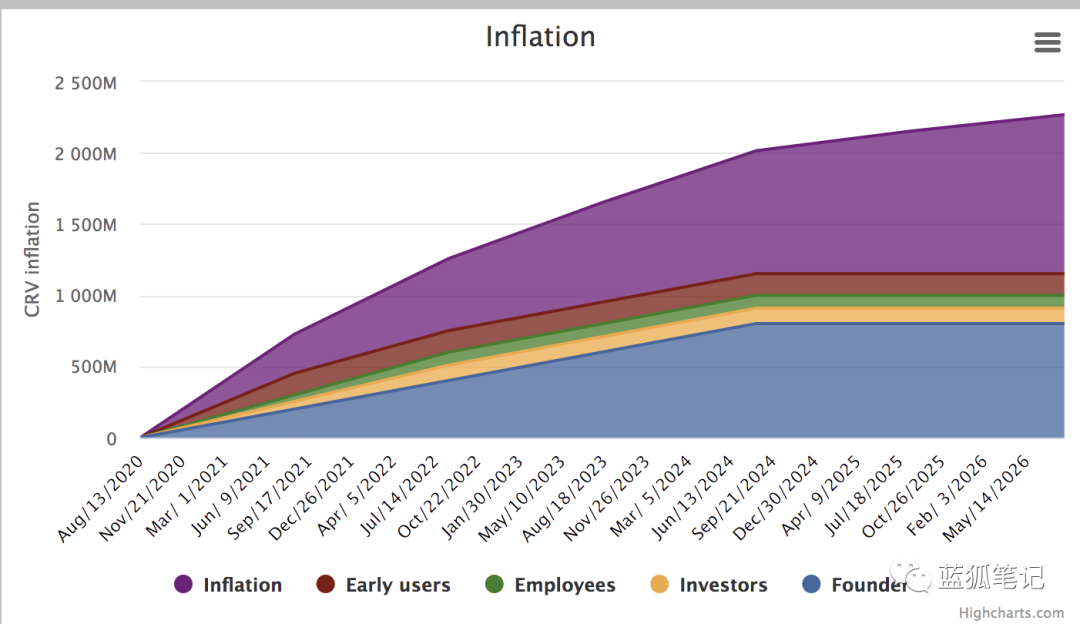 Inflation
2 500M
2 000M
1 500M
1 000M
500M
0
CRV inflation
Aug/13/2020
Nov/21/2020
Mar/ 1/2021
Jun/ 9/2021
Sep/17/2021
Dec/26/2021
Apr/ 5/2022
Jul/14/2022
Oct/22/2022
Jan/30/2023
May/10/2023
Aug/18/2023
Nov/26/2023
Mar/ 5/2024
Jun/13/2024
Sep/21/2024
Dec/30/2024
Apr/ 9/2025
Jul/18/2025
Oct/26/2025
Feb/ 3/2026
May/14/2026
Inflation Early users Employees Investors Founder
蓝狐笔记
Highcharts.com